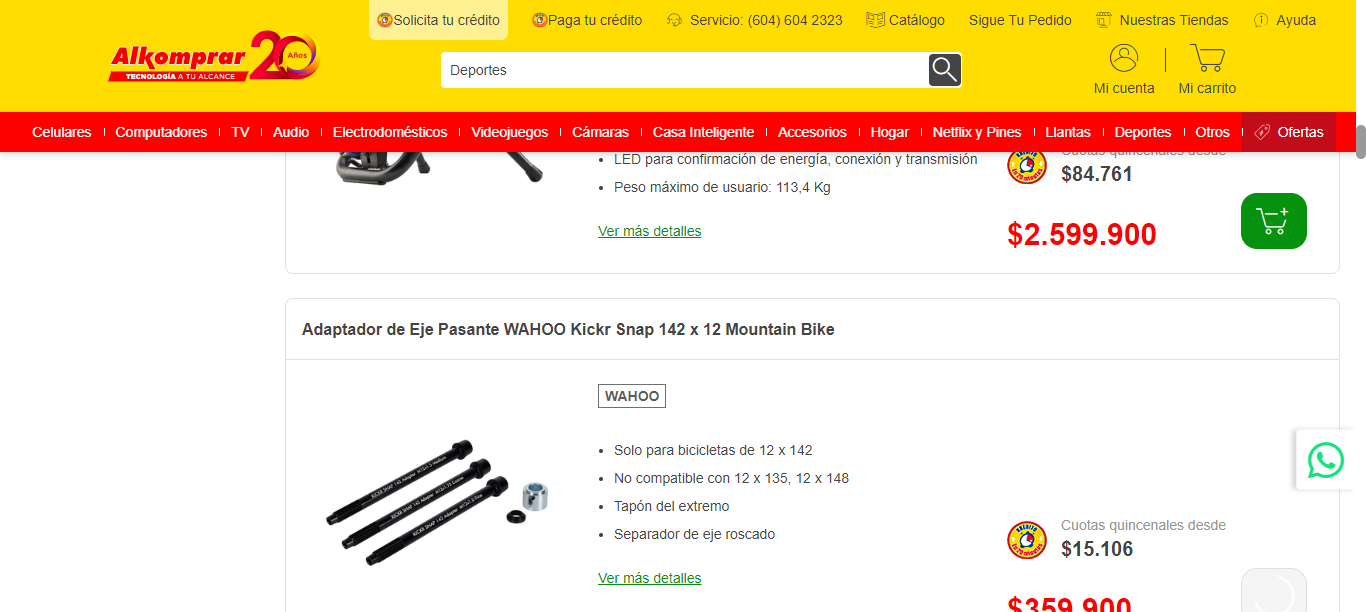 Solicita tu crédito
Paga tu crédito
Servicio: (604) 604 2323
Catálogo
Sigue Tu Pedido
Nuestras Tiendas
Ayuda
Alkomprar 20 Años
TECNOLOGÍA A TU ALCANCE
Deportes
Mi cuenta
Mi carrito
Celulares
Computadores
TV
Audio
Electrodomésticos
Videojuegos
Cámaras
Casa Inteligente
Accesorios
Hogar
Netflix y Pines
Llantas
Deportes
Otros
Ofertas
LED para confirmación de energía, conexión y transmisión
Peso máximo de usuario: 113,4 Kg
Ver más detalles
Cuotas quincenales desde
$84.761
$2.599.900
Adaptador de Eje Pasante WAHOO Kickr Snap 142 x 12 Mountain Bike
WAHOO
Solo para bicicletas de 12 x 142
No compatible con 12 x 135, 12 x 148
Tapón del extremo
Separador de eje roscado
Ver más detalles
Cuotas quincenales desde
$15.106
$359.900